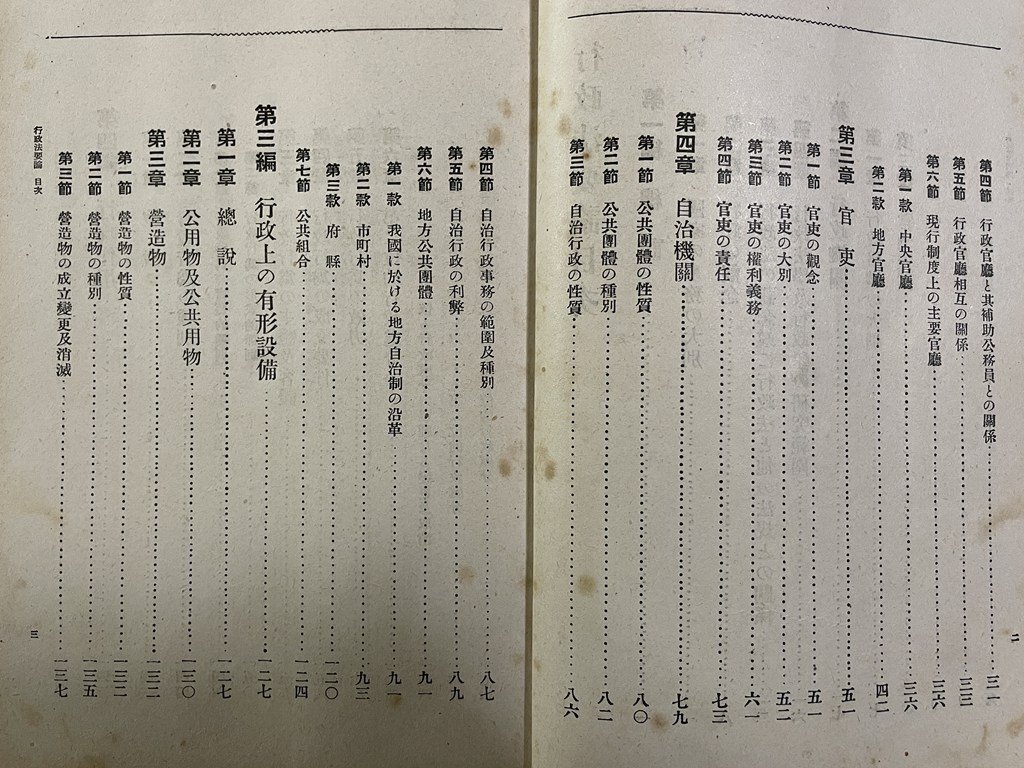 第四節　行政官廳と其補助公務員との關係……三一
第五節　行政官廳相互の關係……三三
第六節　現行制度上の主要官廳……三六
第一款　中央官廳……三六
第二款　地方官廳……四二
第三章　官　吏……五一
第一節　官吏の觀念……五一
第二節　官吏の大別……五二
第三節　官吏の權利義務……六一
第四節　官吏の責任……七三
第四章　自治機關……七九
第一節　公共團體の性質……八〇
第二節　公共團體の種別……八二
第三節　自治行政の性質……八六
二
第四節　自治行政事務の範圍及種別……八七
第五節　自治行政の利弊……八九
第六節　地方公共團體……九一
第一款　我國に於ける地方自治制の沿革……九一
第二款　市町村……九三
第三款　府　縣……一二〇
第七節　公共組合……一二四
第三編　行政上の有形設備……一二七
第一章　總　說……一二七
第二章　公用物及公共用物……一三〇
第三章　營造物……一三二
第一節　營造物の性質……一三二
第二節　營造物の種別……一三五
第三節　營造物の成立變更及消滅……一三七
行政法要論　目次
三